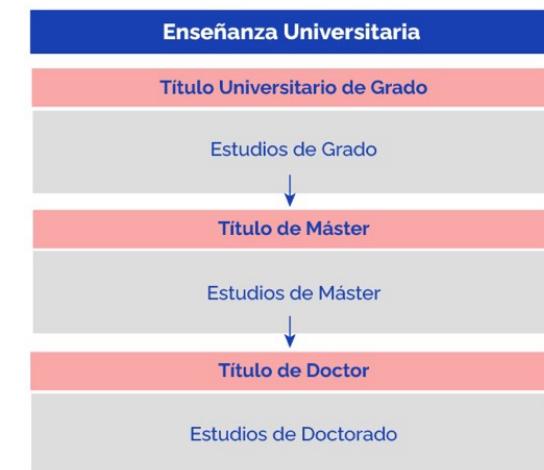 Enseñanza Universitaria
Título Universitario de Grado
Estudios de Grado
Título de Máster
Estudios de Máster
Título de Doctor
Estudios de Doctorado